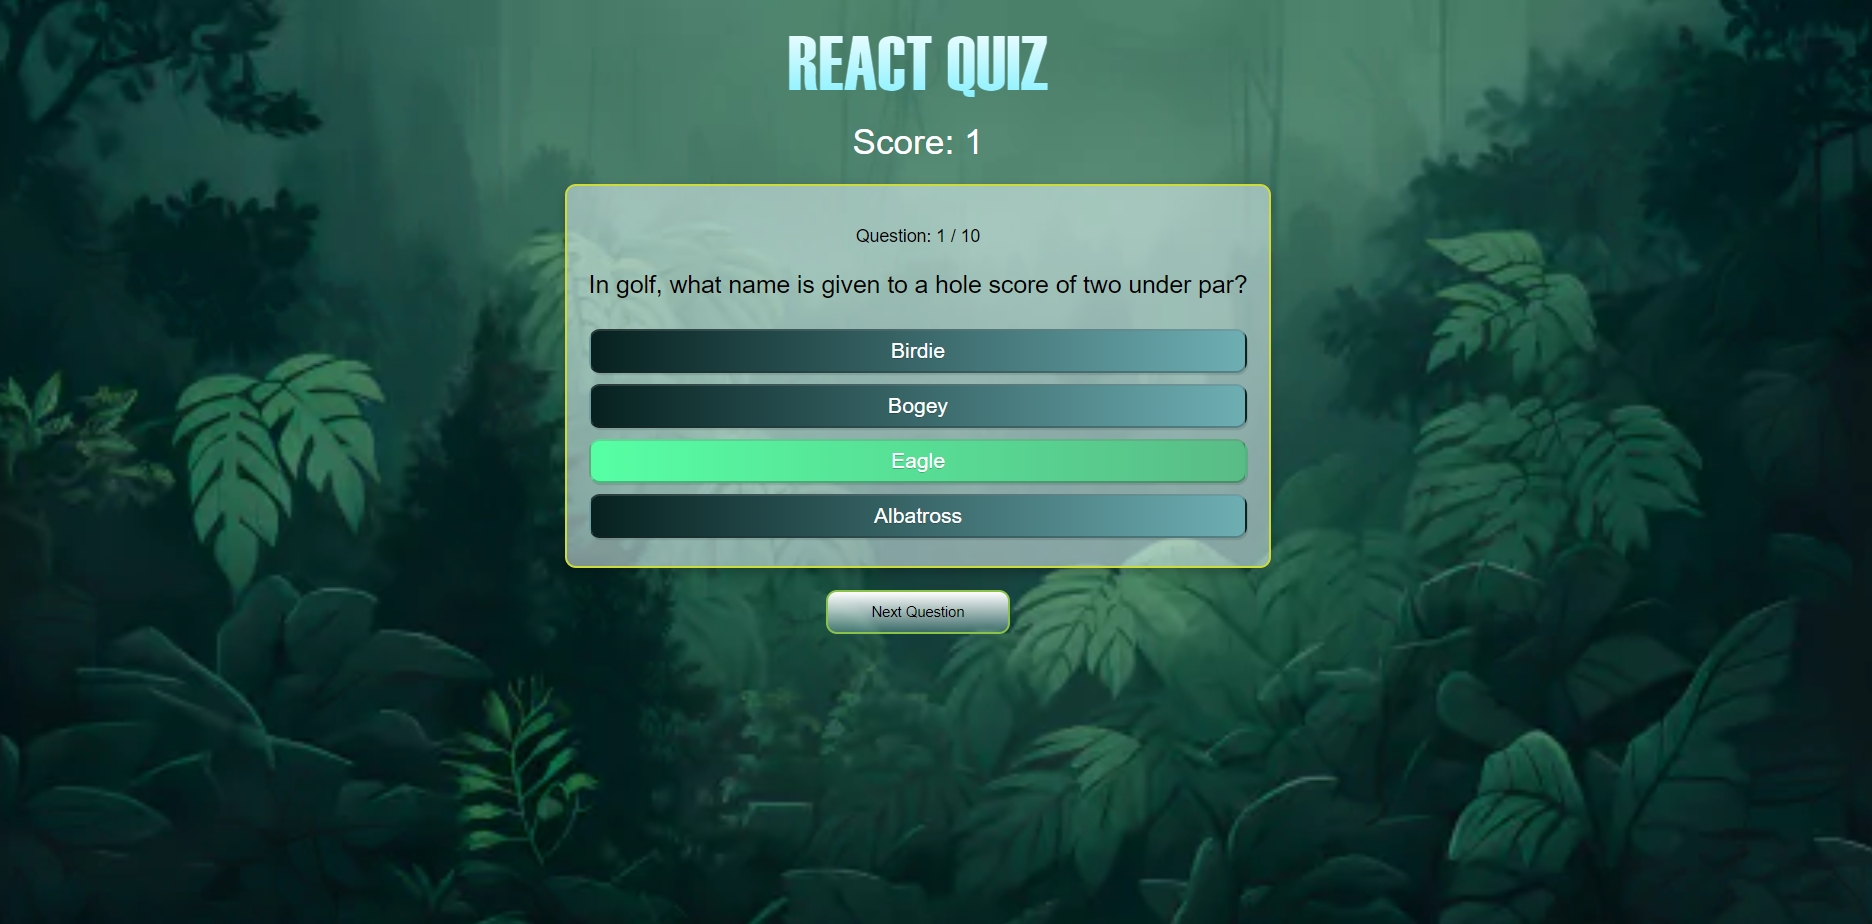 REACT QUIZ
Score: 1
Question: 1 / 10
In golf, what name is given to a hole score of two under par?
Birdie
Bogey
Eagle
Albatross
Next Question